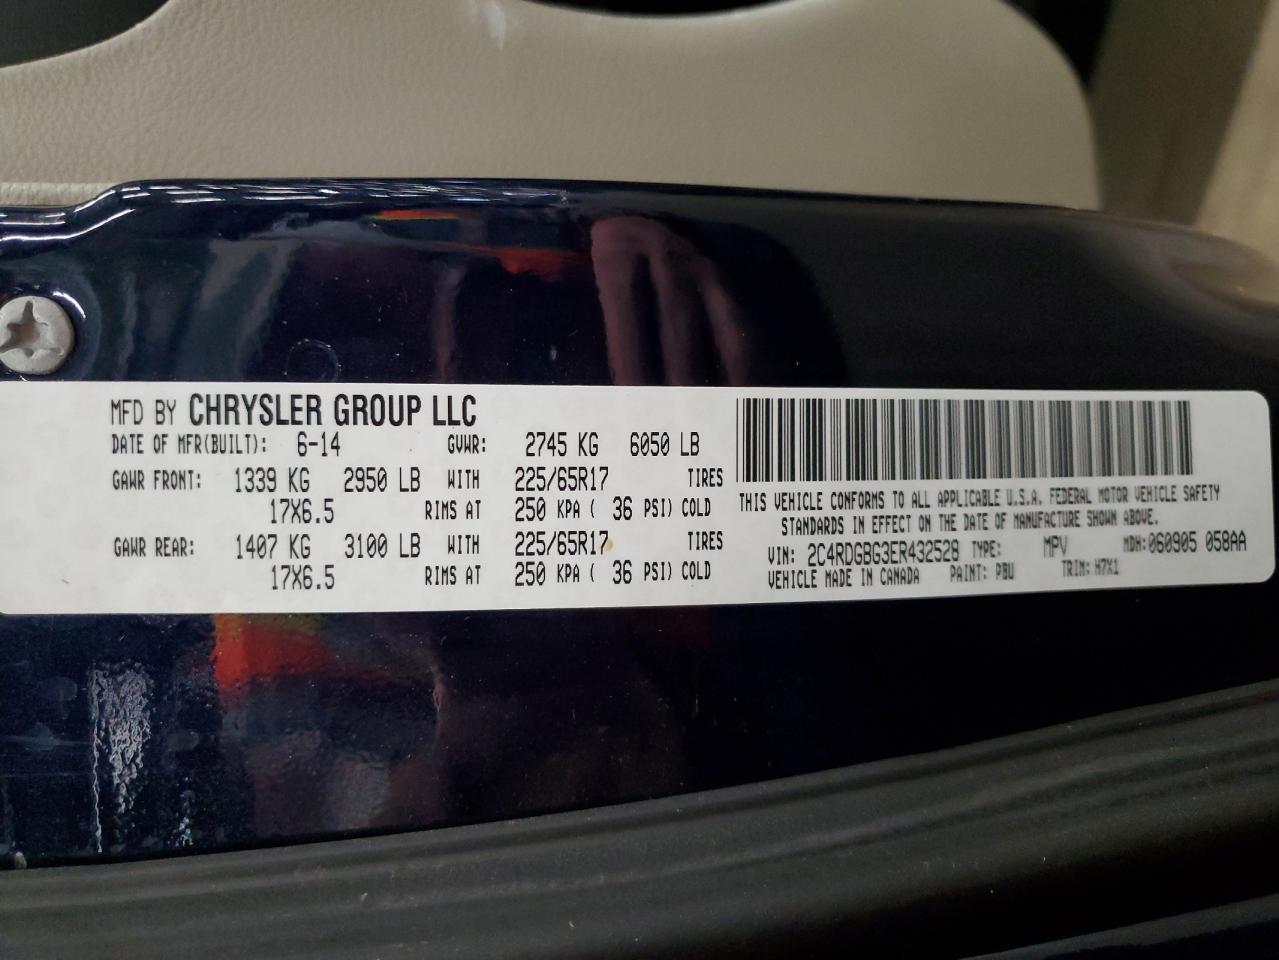 MFD BY CHRYSLER GROUP LLC
DATE OF MFR(BUILT): 6-14 GVWR: 2745 KG 6050 LB
GAWR FRONT: 1339 KG 2950 LB WITH 225/65R17 TIRES
17X6.5 RIMS AT 250 KPA ( 36 PSI) COLD
GAWR REAR: 1407 KG 3100 LB WITH 225/65R17 TIRES
17X6.5 RIMS AT 250 KPA ( 36 PSI) COLD
THIS VEHICLE CONFORMS TO ALL APPLICABLE U.S.A. FEDERAL MOTOR VEHICLE SAFETY
STANDARDS IN EFFECT ON THE DATE OF MANUFACTURE SHOWN ABOVE.
VIN: 2C4RDGBG3ER432528 TYPE: MPV MDH:060905 058AA
VEHICLE MADE IN CANADA PAINT: PBU TRIM: H7X1